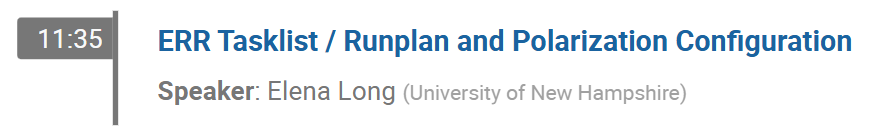 11:35
ERR Tasklist / Runplan and Polarization Configuration
Speaker: Elena Long (University of New Hampshire)